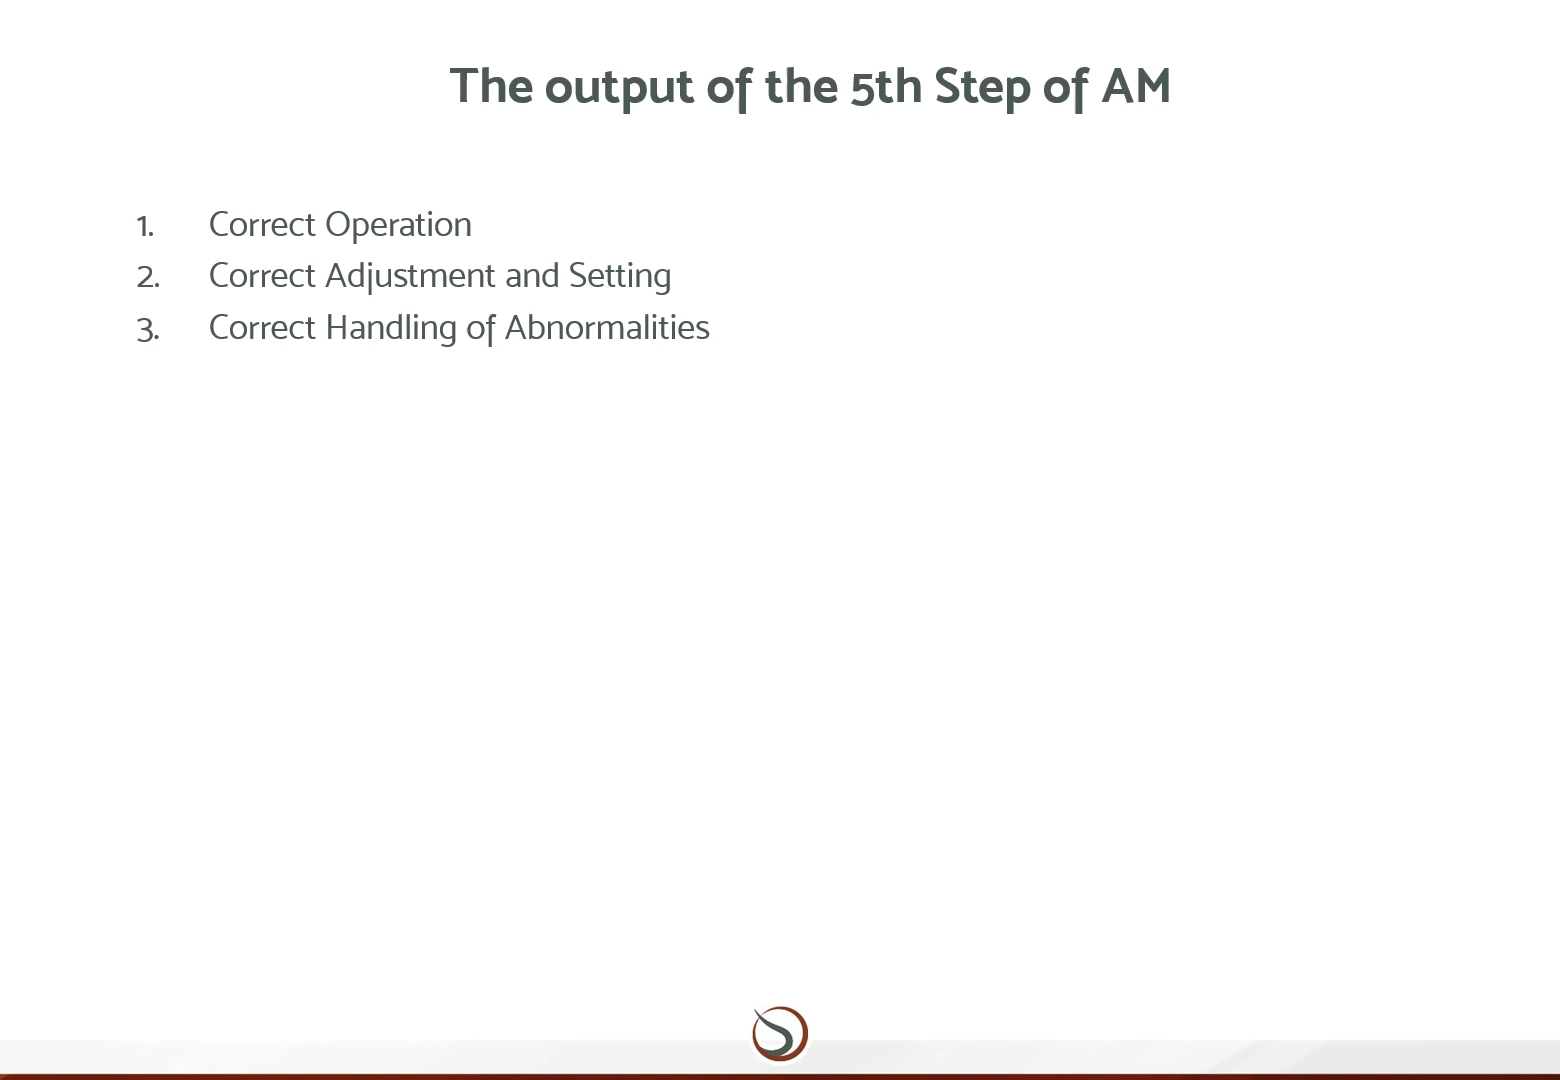 The output of the 5th Step of AM
1. Correct Operation
2. Correct Adjustment and Setting
3. Correct Handling of Abnormalities